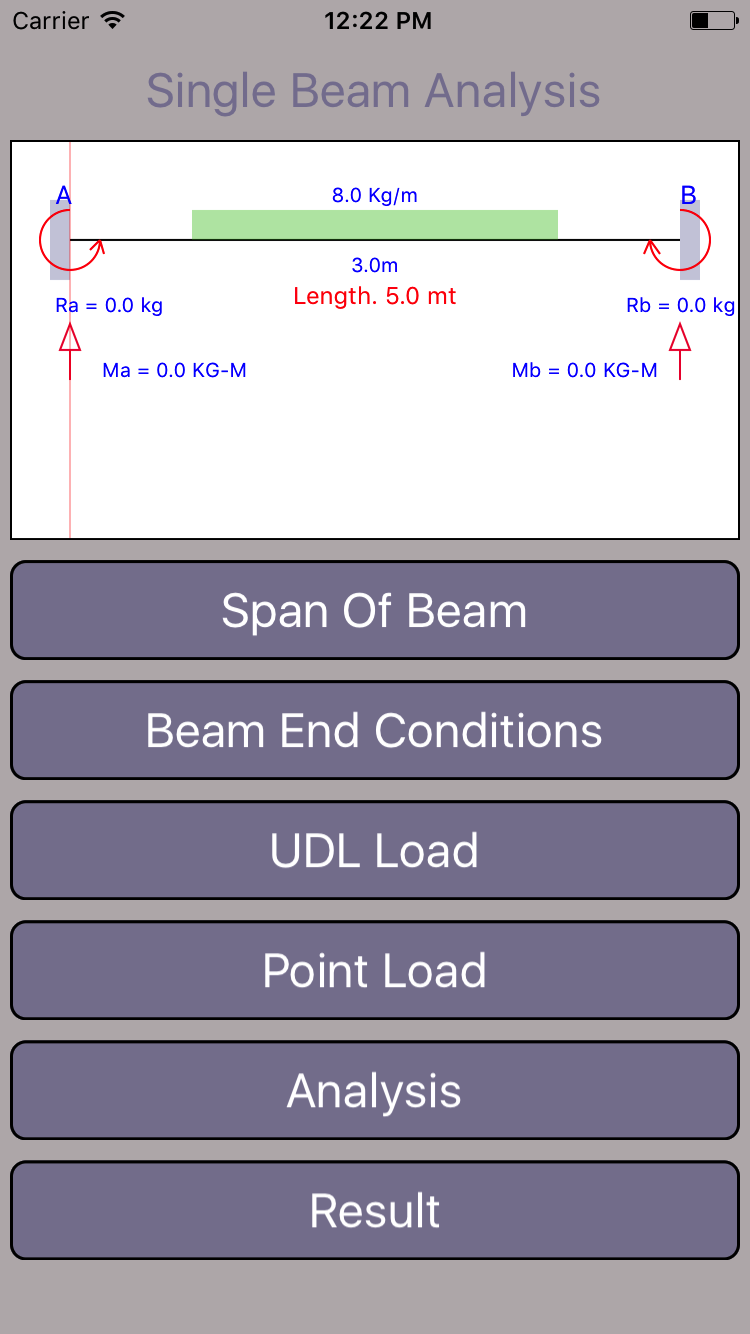 Carrier 12:22 PM
Single Beam Analysis
A 8.0 Kg/m B
3.0m
Length. 5.0 mt
Ra = 0.0 kg Rb = 0.0 kg
Ma = 0.0 KG-M Mb = 0.0 KG-M
Span Of Beam
Beam End Conditions
UDL Load
Point Load
Analysis
Result